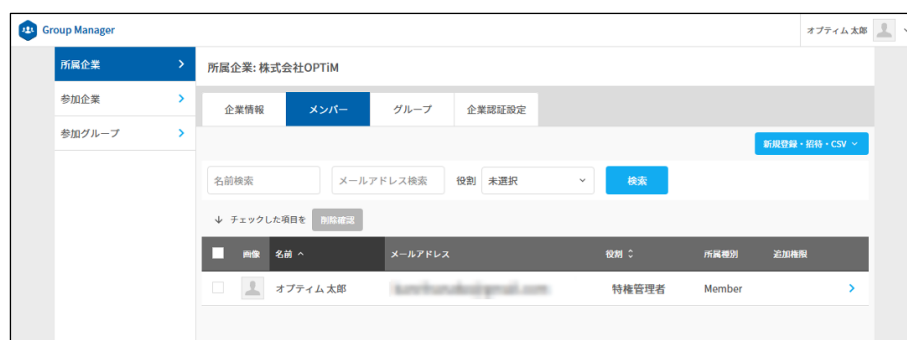 Group Manager
オプティム 太郎
所属企業
所属企業: 株式会社OPTiM
参加企業
参加グループ
企業情報 メンバー グループ 企業認証設定
新規登録・招待・CSV
名前検索 メールアドレス検索 役割 未選択 検索
チェックした項目を 削除確認
画像 名前 メールアドレス 役割 所属種別 追加権限
オプティム 太郎 特権管理者 Member